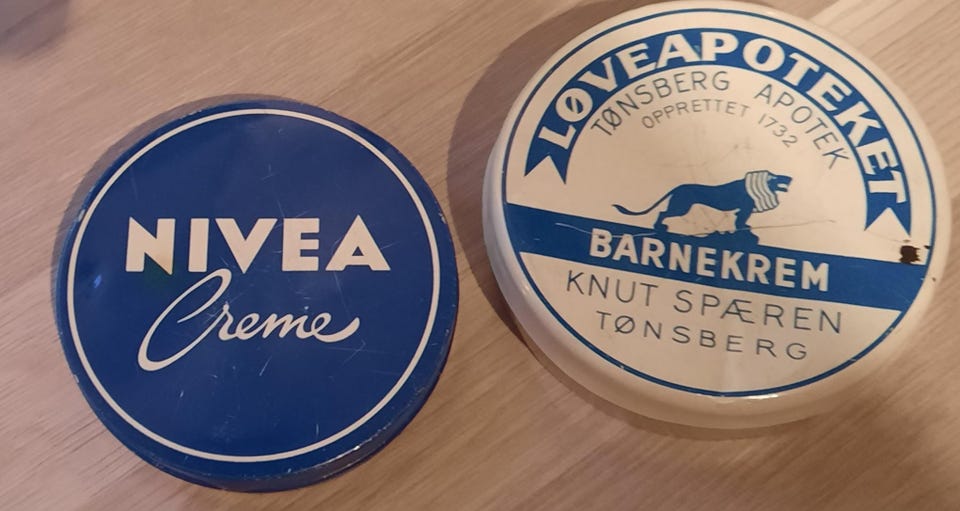 NIVEA
Creme
LØVEAPOTEKET
TØNSBERG APOTEK
OPPRETTET 1732
BARNEKREM
KNUT SPÆREN
TØNSBERG